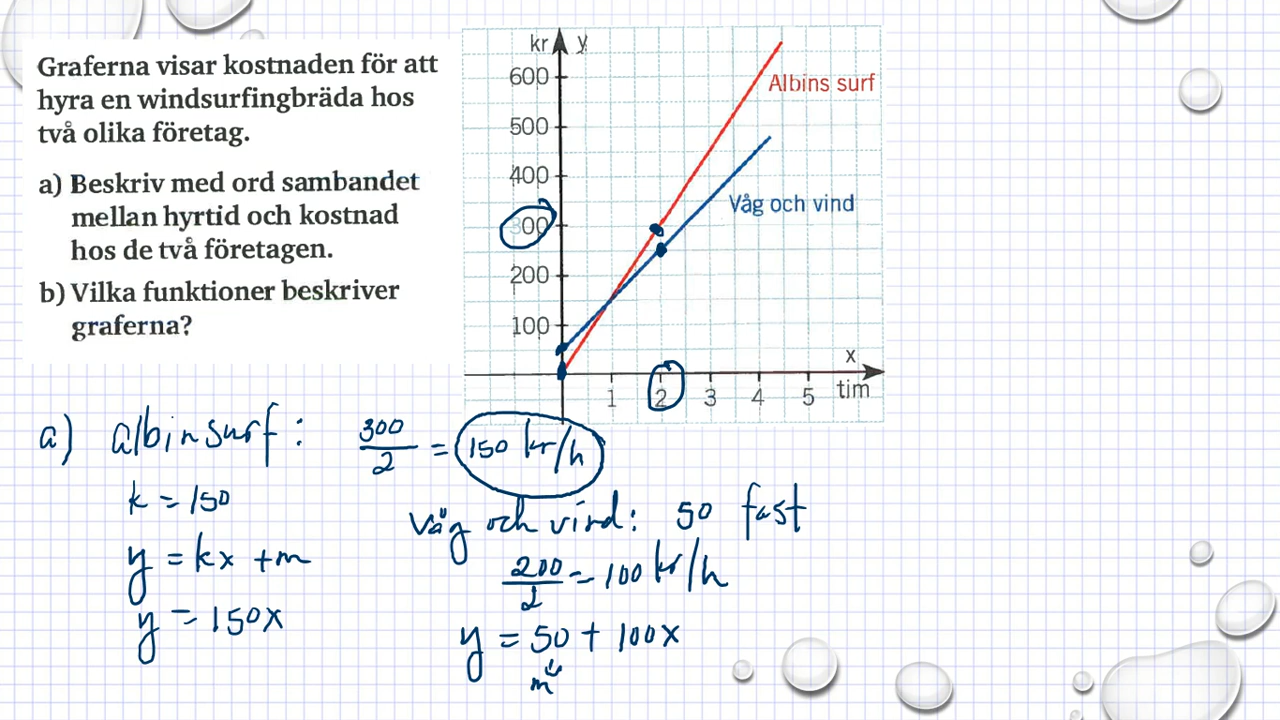 Graferna visar kostnaden för att
hyra en windsurfingbräda hos
två olika företag.
a) Beskriv med ord sambandet
mellan hyrtid och kostnad
hos de två företagen.
b) Vilka funktioner beskriver
graferna?
kr y
600
Albins surf
500
400
Våg och vind
300
200
100
x
1 2 3 4 5 tim
a) albinsurf: 300/2 = 150 kr/h
k = 150
y = kx + m
y = 150x
Våg och vind: 50 fast
200/2 = 100 kr/h
y = 50 + 100x
m